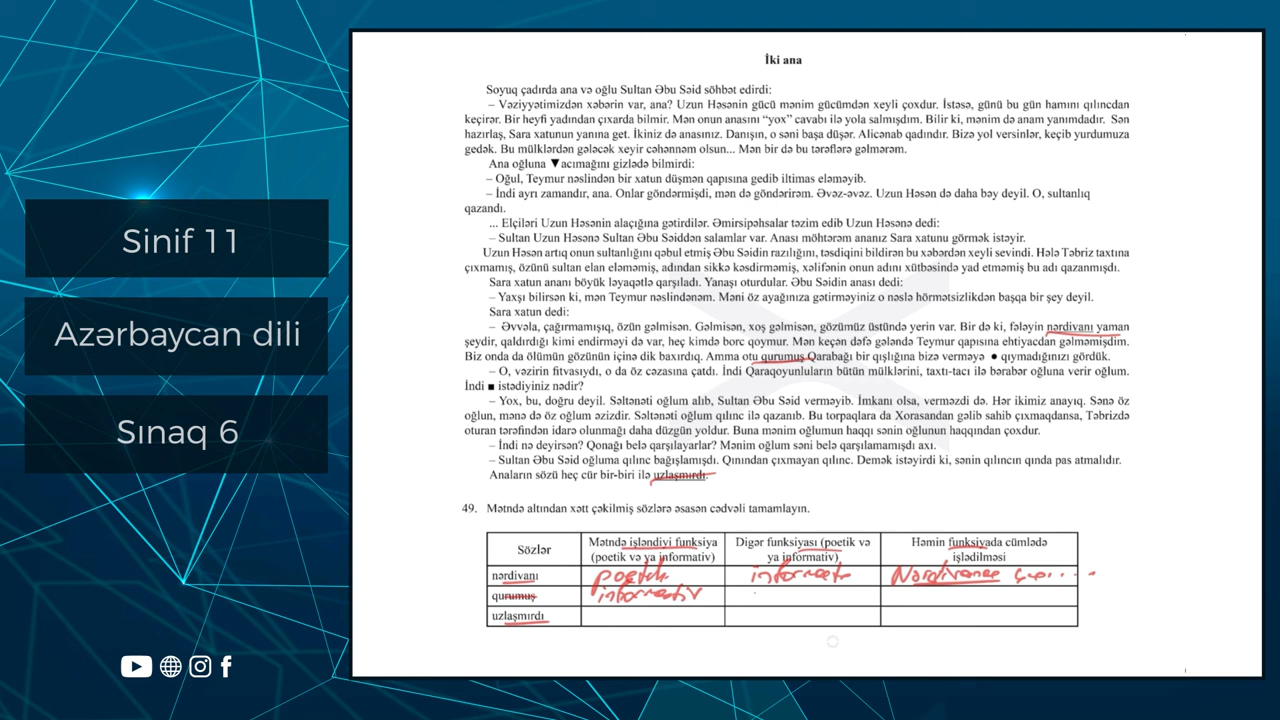 Sinif 11
Azərbaycan dili
Sınaq 6
İki ana
Soyuq çadırda ana və oğlu Sultan Əbu Səid söhbət edirdi:
– Vəziyyətimizdən xəbərin var, ana? Uzun Həsənin gücü mənim gücümdən xeyli çoxdur. İstəsə, günü bu gün hamını qılıncdan
keçirər. Bir heyfi yadından çıxarda bilmir. Mən onun anasını “yox” cavabı ilə yola salmışdım. Bilir ki, mənim də anam yanımdadır. Sən
hazırlaş, Sara xatunun yanına get. İkiniz də anasınız. Danışın, o səni başa düşər. Alicənab qadındır. Bizə yol versinlər, keçib yurdumuza
gedək. Bu mülklərdən gələcək xeyir cəhənnəm olsun... Mən bir də bu tərəflərə gəlmərəm.
Ana oğluna ▼acımağını gizlədə bilmirdi:
– Oğul, Teymur nəslindən bir xatun düşmən qapısına gedib iltimas eləməyib.
– İndi ayrı zamandır, ana. Onlar göndərmişdi, mən də göndərirəm. Əvəz-əvəz. Uzun Həsən də daha bəy deyil. O, sultanlıq
qazandı.
... Elçiləri Uzun Həsənin alaçığına gətirdilər. Əmirsipəhsalar təzim edib Uzun Həsənə dedi:
– Sultan Uzun Həsənə Sultan Əbu Səiddən salamlar var. Anası möhtərəm ananız Sara xatunu görmək istəyir.
Uzun Həsən artıq onun sultanlığını qəbul etmiş Əbu Səidin razılığını, təsdiqini bildirən bu xəbərdən xeyli sevindi. Hələ Təbriz taxtına
çıxmamış, özünü sultan elan eləməmiş, adından sikkə kəsdirməmiş, xəlifənin onun adını xütbəsində yad etməmiş bu adı qazanmışdı.
Sara xatun ananı böyük ləyaqətlə qarşıladı. Yanaşı oturdular. Əbu Səidin anası dedi:
– Yaxşı bilirsən ki, mən Teymur nəslindənəm. Məni öz ayağınıza gətirməyiniz o nəslə hörmətsizlikdən başqa bir şey deyil.
Sara xatun dedi:
– Əvvəla, çağırmamışıq, özün gəlmisən. Gəlmisən, xoş gəlmisən, gözümüz üstündə yerin var. Bir də ki, fələyin nərdivanı yaman
şeydir, qaldırdığı kimi endirməyi də var, heç kimdə borc qoymur. Mən keçən dəfə gələndə Teymur qapısına ehtiyacdan gəlməmişdim.
Biz onda da ölümün gözünün içinə dik baxırdıq. Amma otu qurumuş Qarabağı bir qışlığına bizə verməyə ● qıymadığınızı gördük.
– O, vəzirin fitvasıydı, o da öz cəzasına çatdı. İndi Qaraqoyunluların bütün mülklərini, taxtı-tacı ilə bərabər oğluna verir oğlum.
İndi ■ istədiyiniz nədir?
– Yox, bu, doğru deyil. Səltənəti oğlum alıb, Sultan Əbu Səid verməyib. İmkanı olsa, verməzdi də. Hər ikimiz anayıq. Sənə öz
oğlun, mənə də öz oğlum əzizdir. Səltənəti oğlum qılınc ilə qazanıb. Bu torpaqlara da Xorasandan gəlib sahib çıxmaqdansa, Təbrizdə
oturan tərəfindən idarə olunmağı daha düzgün yoldur. Buna mənim oğlumun haqqı sənin oğlunun haqqından çoxdur.
– İndi nə deyirsən? Qonağı belə qarşılayarlar? Mənim oğlum səni belə qarşılamamışdı axı.
– Sultan Əbu Səid oğluma qılınc bağışlamışdı. Qınından çıxmayan qılınc. Demək istəyirdi ki, sənin qılıncın qında pas atmalıdır.
Anaların sözü heç cür bir-biri ilə uzlaşmırdı.
49. Mətndə altından xətt çəkilmiş sözlərə əsasən cədvəli tamamlayın.
Sözlər
Mətndə işləndiyi funksiya
(poetik və ya informativ)
Digər funksiyası (poetik və
ya informativ)
Həmin funksiyada cümlədə
işlədilməsi
nərdivanı poetik
qurumuş informativ
uzlaşmırdı